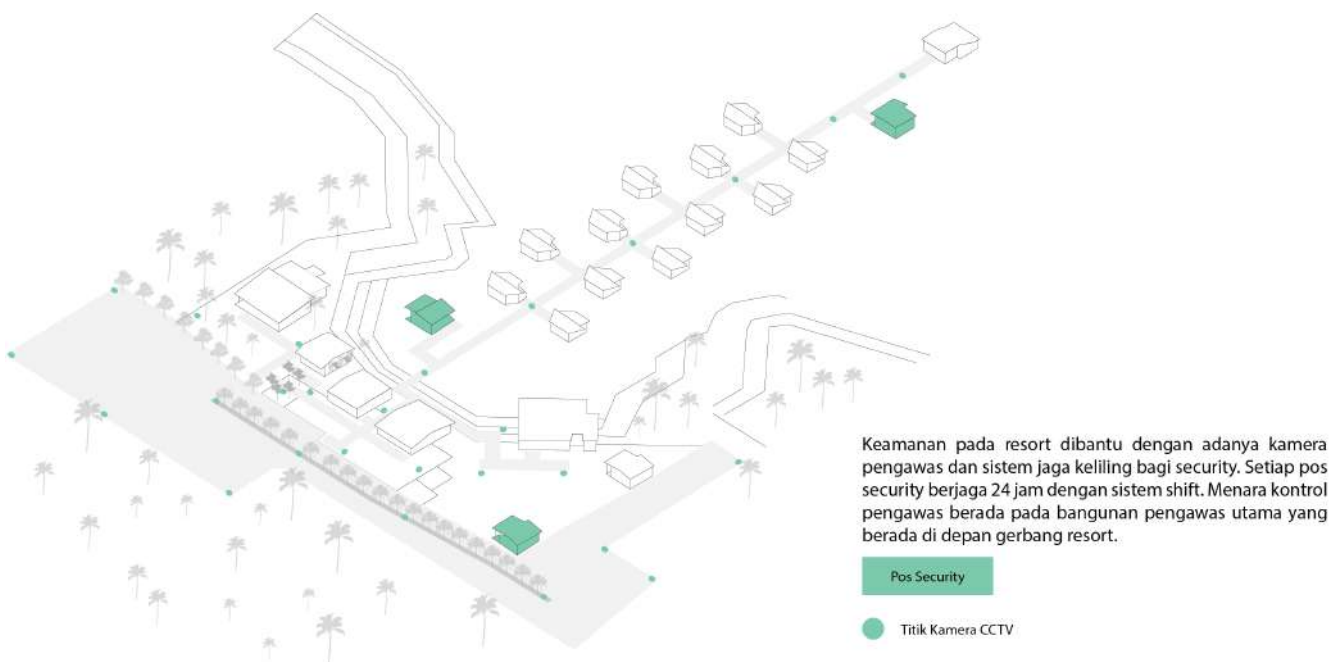 Keamanan pada resort dibantu dengan adanya kamera
pengawas dan sistem jaga keliling bagi security. Setiap pos
security berjaga 24 jam dengan sistem shift. Menara kontrol
pengawas berada pada bangunan pengawas utama yang
berada di depan gerbang resort.
Pos Security
Titik Kamera CCTV